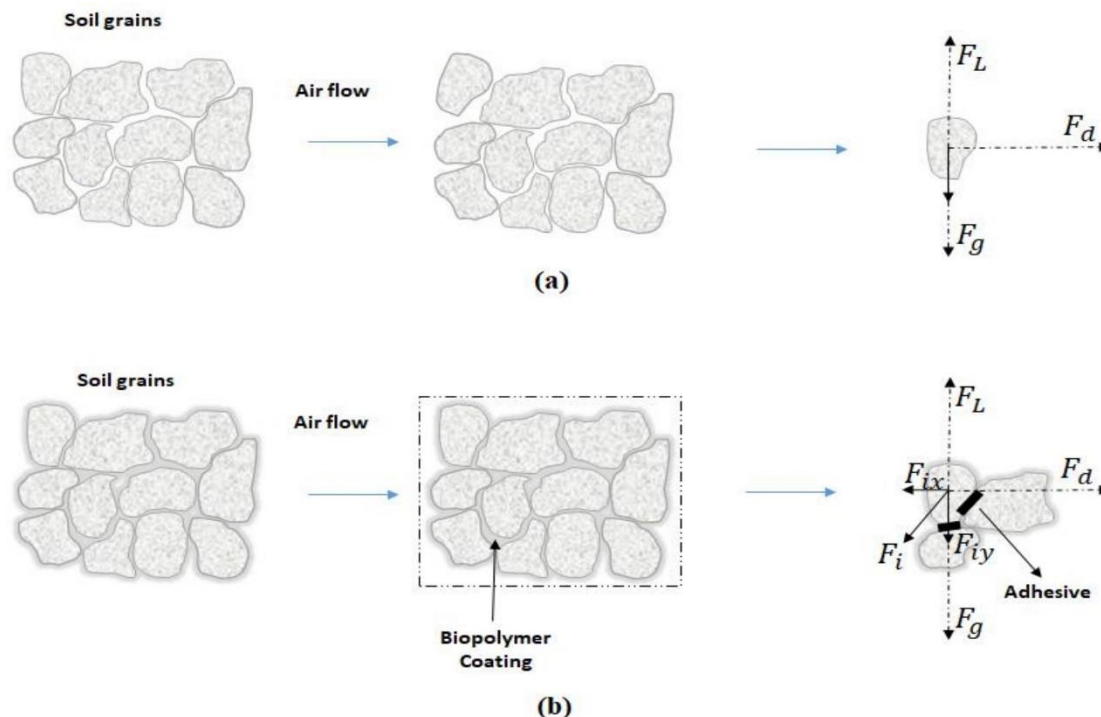 Soil grains
Air flow
F_L
F_d
F_g
(a)
Soil grains
Air flow
F_L
F_ix
F_d
F_i
F_iy
Adhesive
F_g
Biopolymer
Coating
(b)